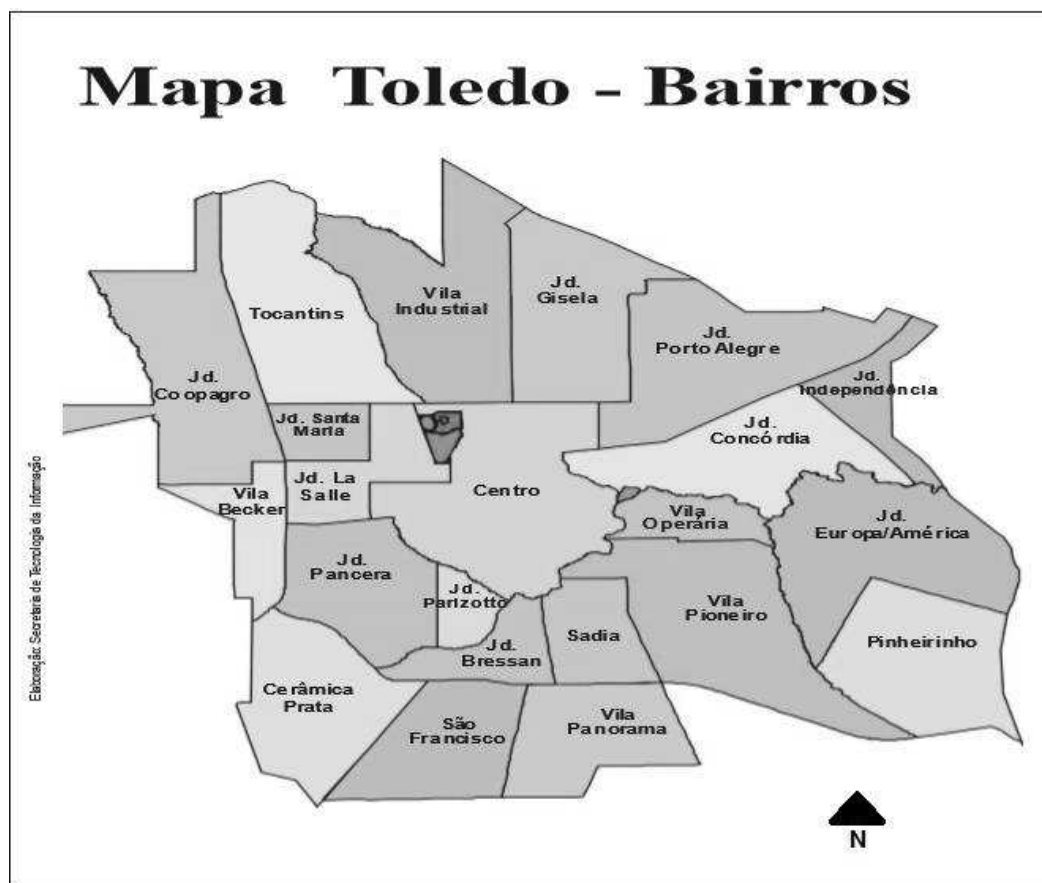 Mapa Toledo - Bairros
Jd.
Gisela
Vila
Industrial
Tocantins
Jd.
Porto Alegre
Jd.
Coopagro
Jd.
Independência
Jd. Santa
Maria
Jd.
Concórdia
Jd. La
Salle
Centro
Vila
Becker
Vila
Operária
Jd.
Europa/América
Jd.
Pancera
Jd.
Parizotto
Vila
Pioneiro
Sadia
Pinheirinho
Jd.
Bressan
Cerâmica
Prata
São
Francisco
Vila
Panorama
Elaboração: Secretaria de Tecnologia da Informação
N